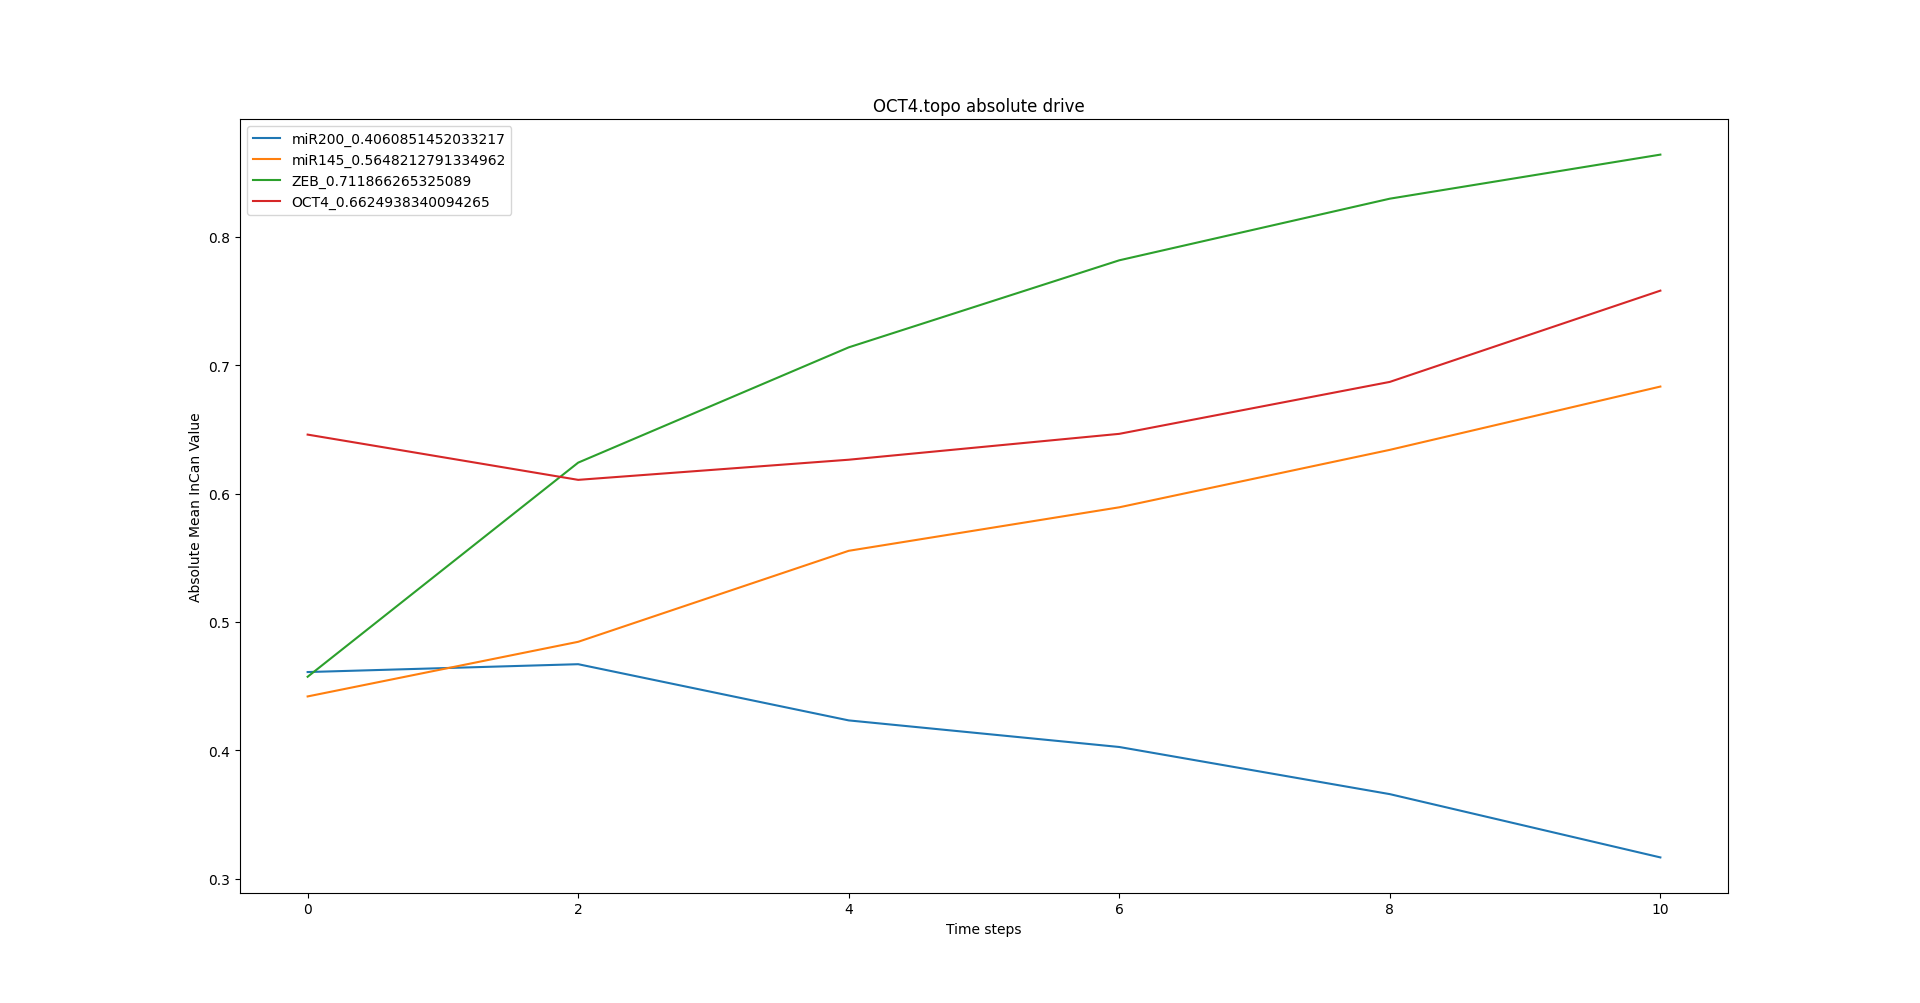 OCT4.topo absolute drive
miR200_0.4060851452033217
miR145_0.5648212791334962
ZEB_0.711866265325089
OCT4_0.6624938340094265
Absolute Mean InCan Value
0.8
0.7
0.6
0.5
0.4
0.3
0 2 4 6 8 10
Time steps